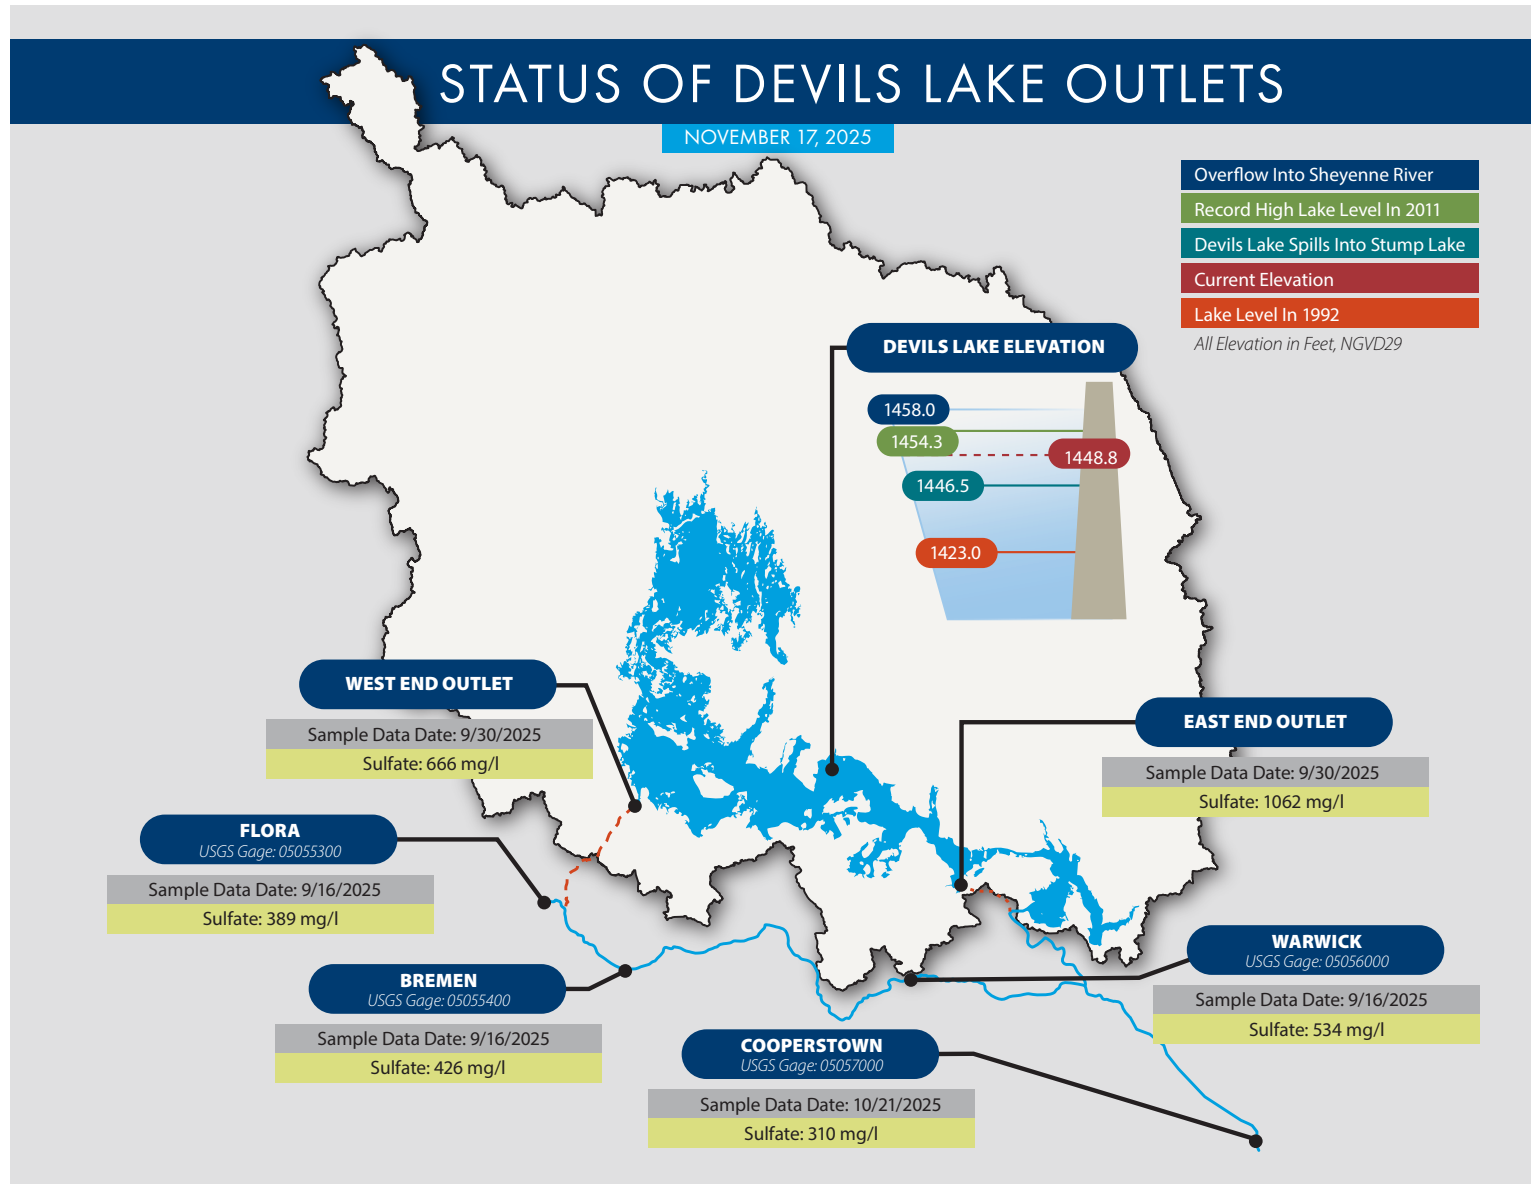 STATUS OF DEVILS LAKE OUTLETS
NOVEMBER 17, 2025
Overflow Into Sheyenne River
Record High Lake Level In 2011
Devils Lake Spills Into Stump Lake
Current Elevation
Lake Level In 1992
All Elevation in Feet, NGVD29
DEVILS LAKE ELEVATION
1458.0
1454.3
1448.8
1446.5
1423.0
WEST END OUTLET
Sample Data Date: 9/30/2025
Sulfate: 666 mg/l
EAST END OUTLET
Sample Data Date: 9/30/2025
Sulfate: 1062 mg/l
FLORA
USGS Gage: 05055300
Sample Data Date: 9/16/2025
Sulfate: 389 mg/l
WARWICK
USGS Gage: 05056000
Sample Data Date: 9/16/2025
Sulfate: 534 mg/l
BREMEN
USGS Gage: 05055400
Sample Data Date: 9/16/2025
Sulfate: 426 mg/l
COOPERSTOWN
USGS Gage: 05057000
Sample Data Date: 10/21/2025
Sulfate: 310 mg/l